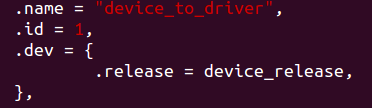 .name = "device_to_driver",
.id = 1,
.dev = {
.release = device_release,
},